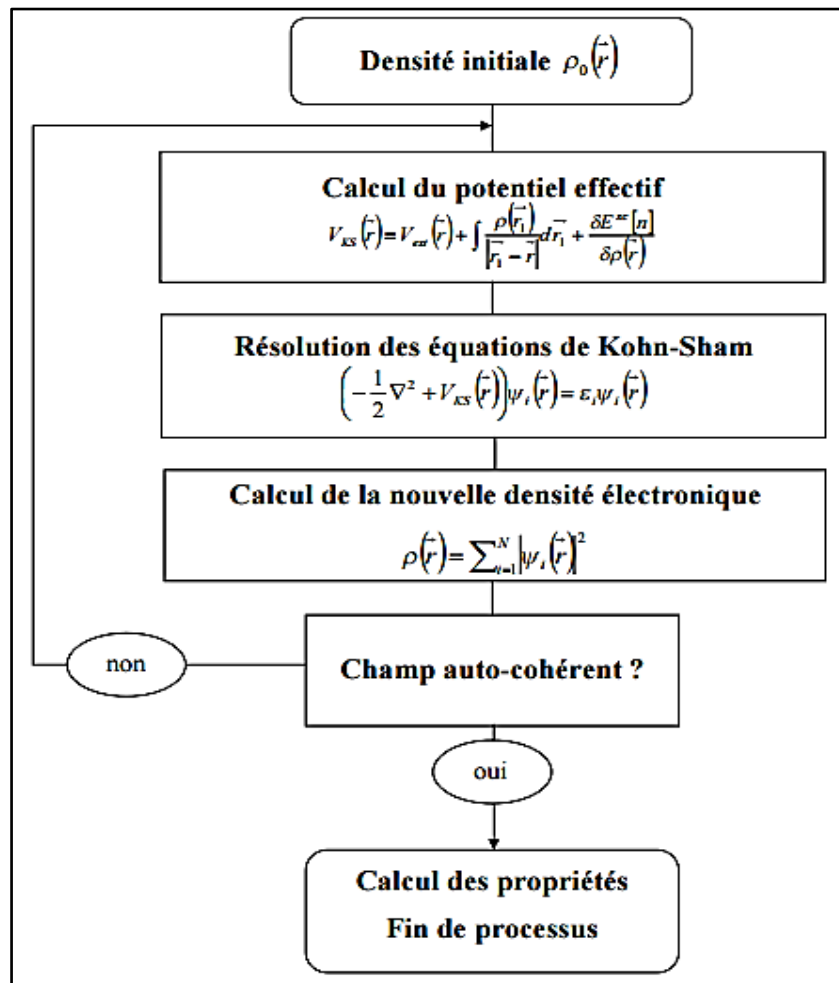 Densité initiale ρ₀(r⃗)
Calcul du potentiel effectif
V_KS(r⃗) = V_ext(r⃗) + ∫ ρ(r⃗₁) / |r⃗₁ − r⃗| dr⃗₁ + δE^xc[n] / δρ(r⃗)
Résolution des équations de Kohn-Sham
(−1/2 ∇² + V_KS(r⃗))ψᵢ(r⃗) = εᵢψᵢ(r⃗)
Calcul de la nouvelle densité électronique
ρ(r⃗) = ∑ᵢ₌₁ᴺ |ψᵢ(r⃗)|²
non
Champ auto-cohérent ?
oui
Calcul des propriétés
Fin de processus